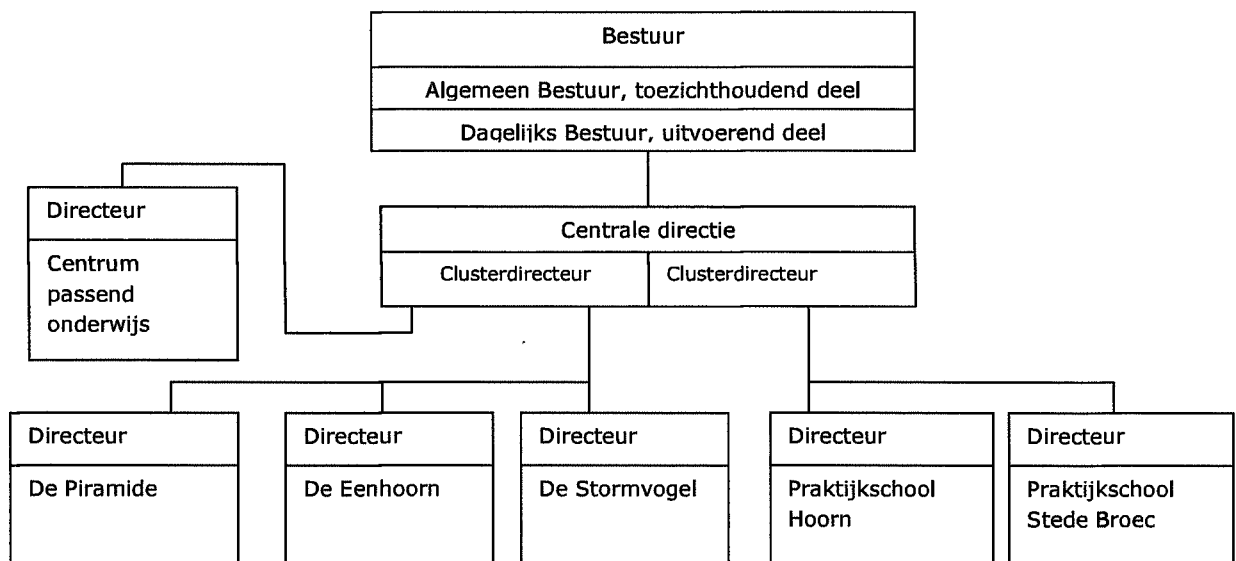 Bestuur
Algemeen Bestuur, toezichthoudend deel
Dagelijks Bestuur, uitvoerend deel
Directeur
Centrum
passend
onderwijs
Centrale directie
Clusterdirecteur
Clusterdirecteur
Directeur
De Piramide
Directeur
De Eenhoorn
Directeur
De Stormvogel
Directeur
Praktijkschool
Hoorn
Directeur
Praktijkschool
Stede Broec